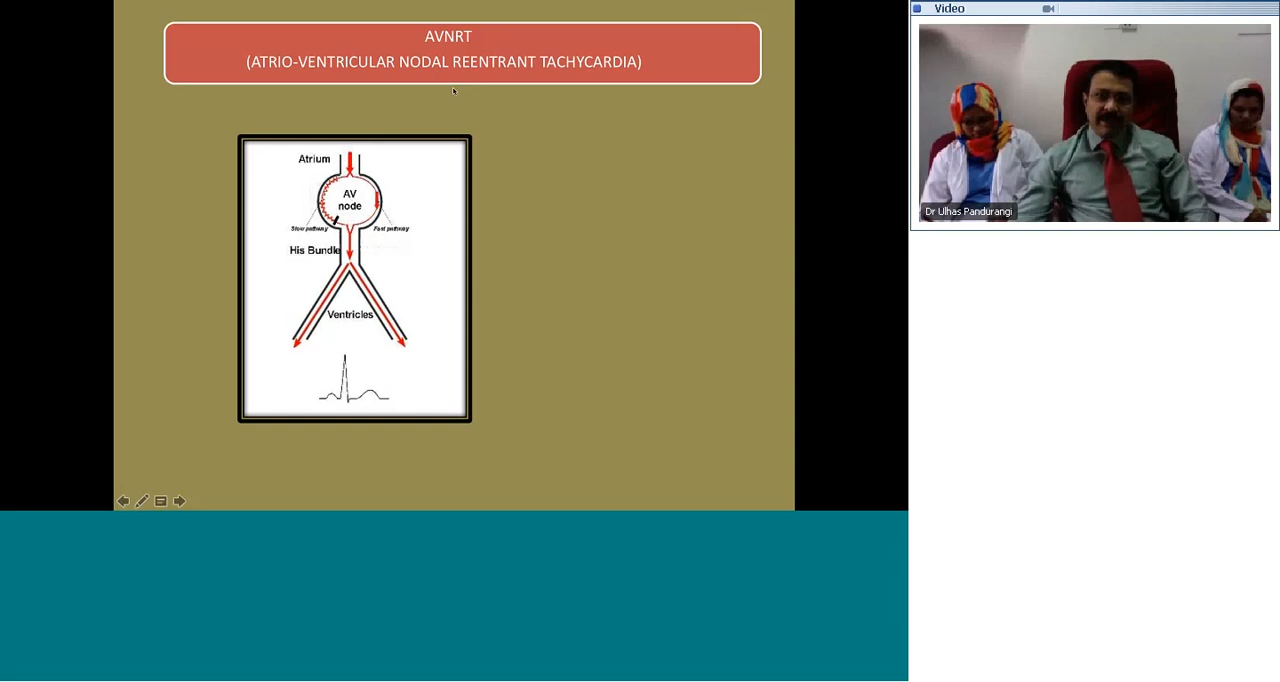 AVNRT
(ATRIO-VENTRICULAR NODAL REENTRANT TACHYCARDIA)
Atrium
AV
node
Slow pathway
Fast pathway
His Bundle
Ventricles
Video
Dr Ulhas Pandurangi